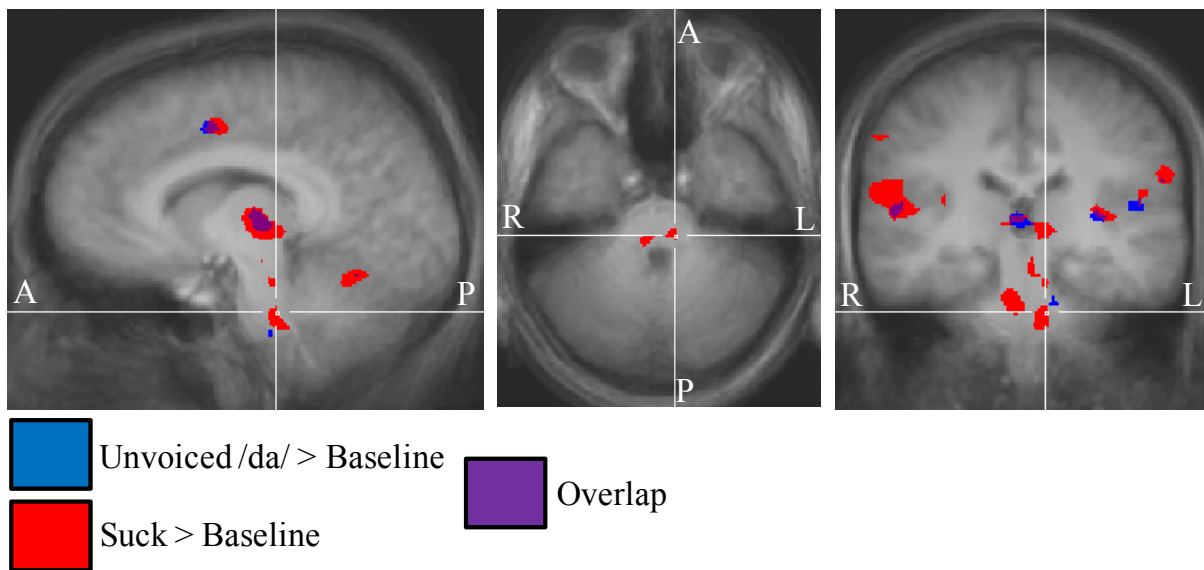 A
P
A
R
L
P
R
L
Unvoiced /da/ > Baseline
Suck > Baseline
Overlap